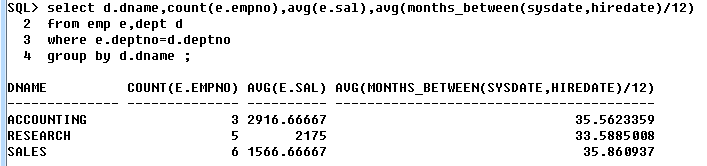 SQL> select d.dname,count(e.empno),avg(e.sal),avg(months_between(sysdate,hiredate)/12)
2 from emp e,dept d
3 where e.deptno=d.deptno
4 group by d.dname ;
DNAME COUNT(E.EMPNO) AVG(E.SAL) AVG(MONTHS_BETWEEN(SYSDATE,HIREDATE)/12)
-------------- -------------- ---------- ----------------------------------------
ACCOUNTING 3 2916.66667 35.5623359
RESEARCH 5 2175 33.5885008
SALES 6 1566.66667 35.860937